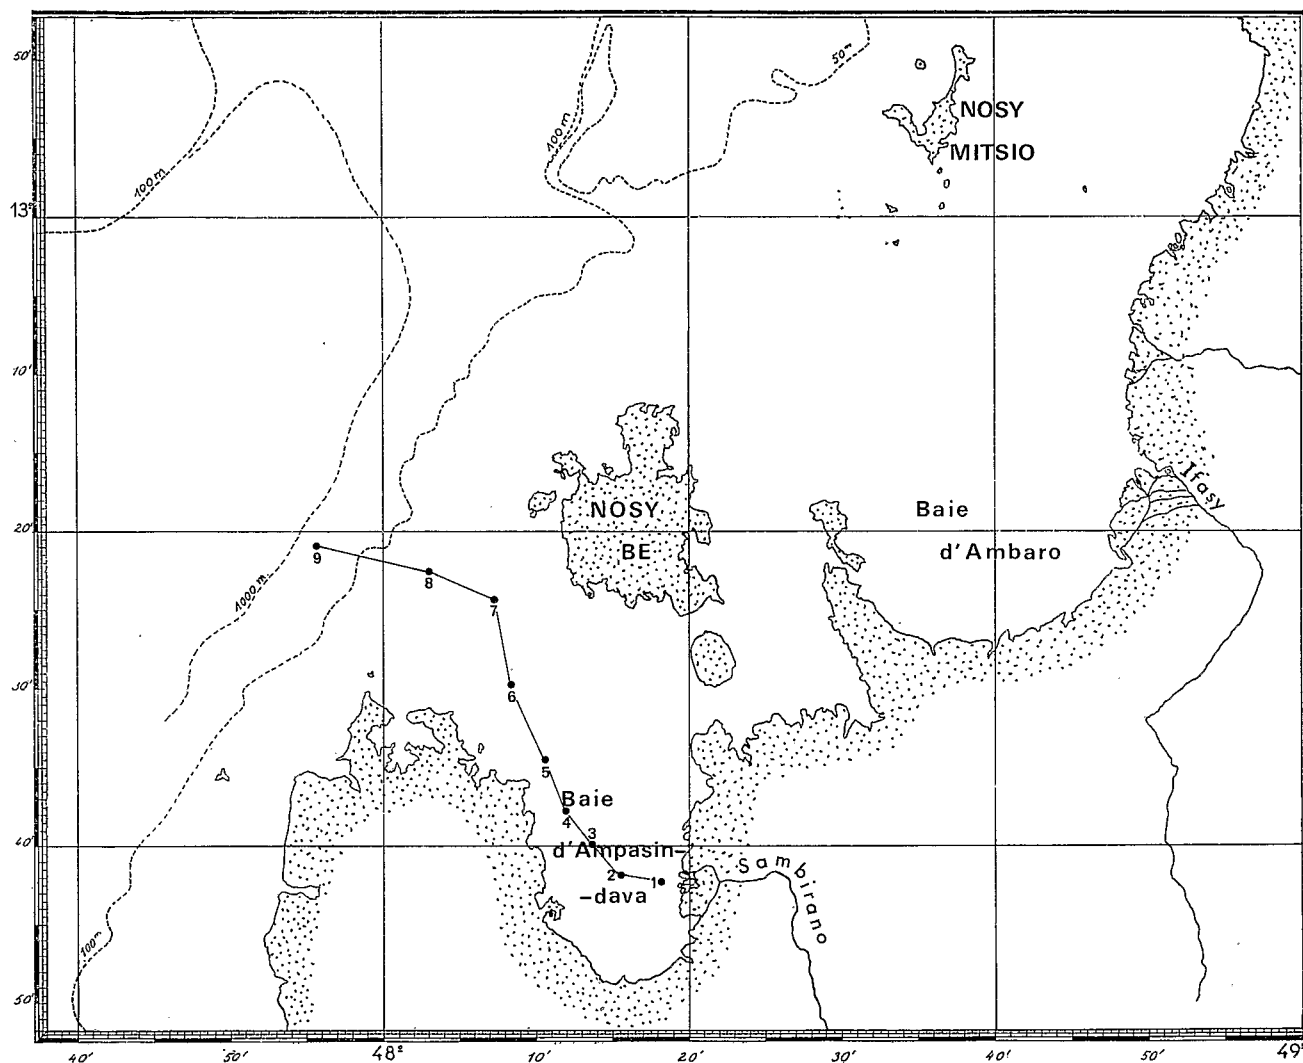 50'
50m
100m
NOSY
MITSIO
100m
13°
10'
Ifasy
NOSY
Baie
20'
BE
d'Ambaro
9
8
1000m
7
30'
6
5
Baie
4
3
40'
d'Ampasin-
Sambirano
2
1
-dava
100m
50'
40'
50'
48°
10'
20'
30'
40'
50'
49°